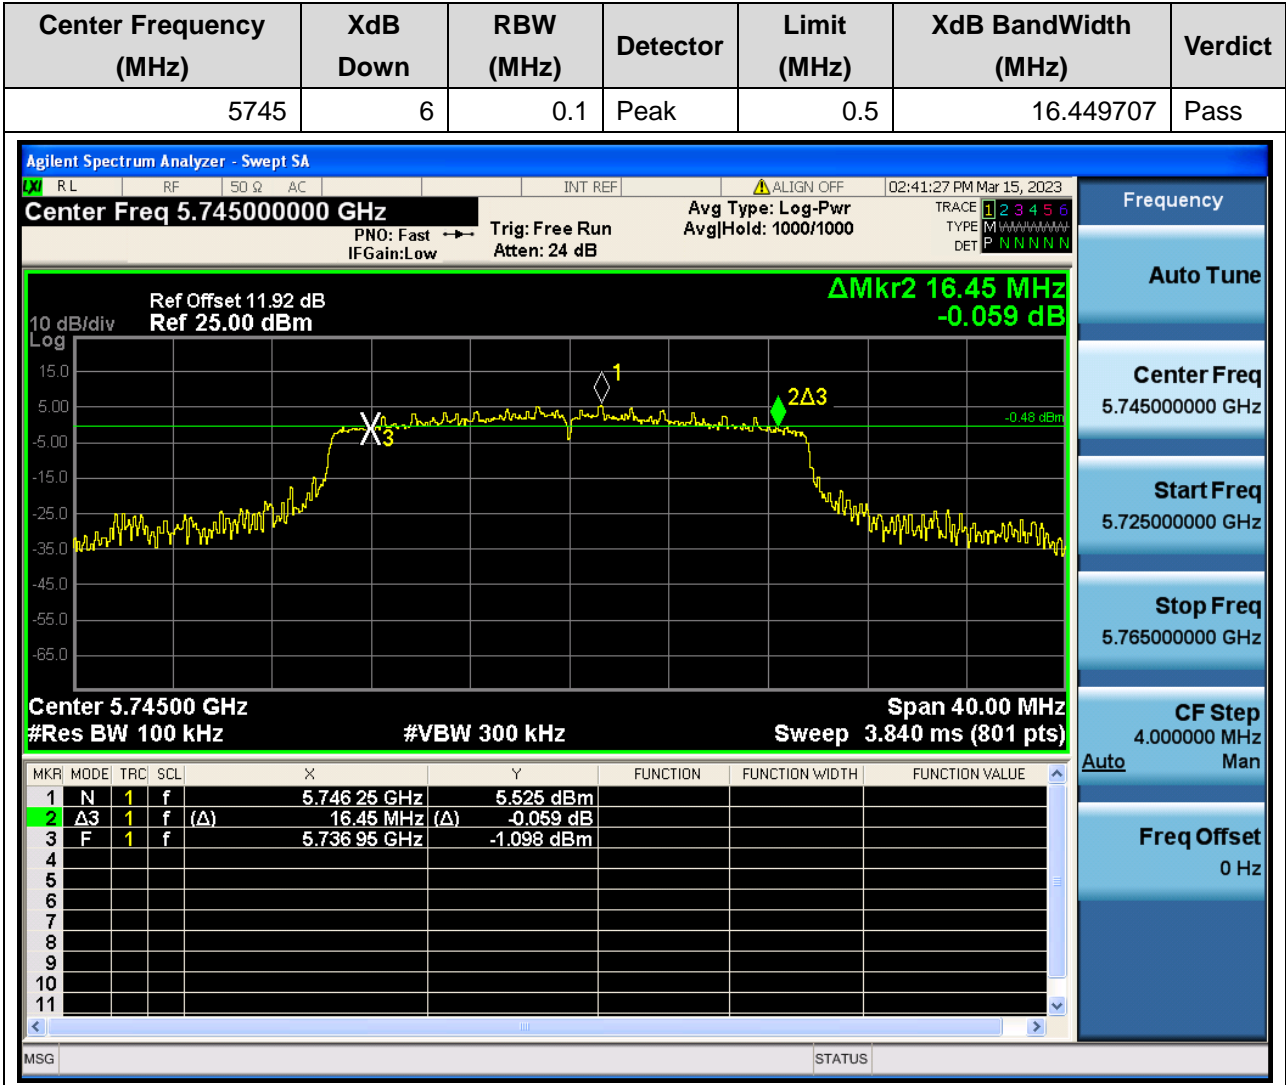 Center Frequency (MHz) XdB Down RBW (MHz) Detector Limit (MHz) XdB BandWidth (MHz) Verdict
5745 6 0.1 Peak 0.5 16.449707 Pass
Agilent Spectrum Analyzer - Swept SA
LXI RL RF 50 Ω AC INT REF ALIGN OFF 02:41:27 PM Mar 15, 2023
Center Freq 5.745000000 GHz
PNO: Fast
IFGain:Low
Trig: Free Run
Atten: 24 dB
Avg Type: Log-Pwr
Avg|Hold: 1000/1000
TRACE 1 2 3 4 5 6
TYPE M
DET P N N N N N
Ref Offset 11.92 dB
10 dB/div Ref 25.00 dBm
Log
ΔMkr2 16.45 MHz
-0.059 dB
15.0
5.00
-5.00
-15.0
-25.0
-35.0
-45.0
-55.0
-65.0
1
2Δ3
3
-0.48 dBm
Center 5.74500 GHz Span 40.00 MHz
#Res BW 100 kHz #VBW 300 kHz Sweep 3.840 ms (801 pts)
MKR MODE TRC SCL X Y FUNCTION FUNCTION WIDTH FUNCTION VALUE
1 N 1 f 5.746 25 GHz 5.525 dBm
2 Δ3 1 f (Δ) 16.45 MHz (Δ) -0.059 dB
3 F 1 f 5.736 95 GHz -1.098 dBm
4
5
6
7
8
9
10
11
MSG STATUS
Frequency
Auto Tune
Center Freq
5.745000000 GHz
Start Freq
5.725000000 GHz
Stop Freq
5.765000000 GHz
CF Step
4.000000 MHz
Auto Man
Freq Offset
0 Hz